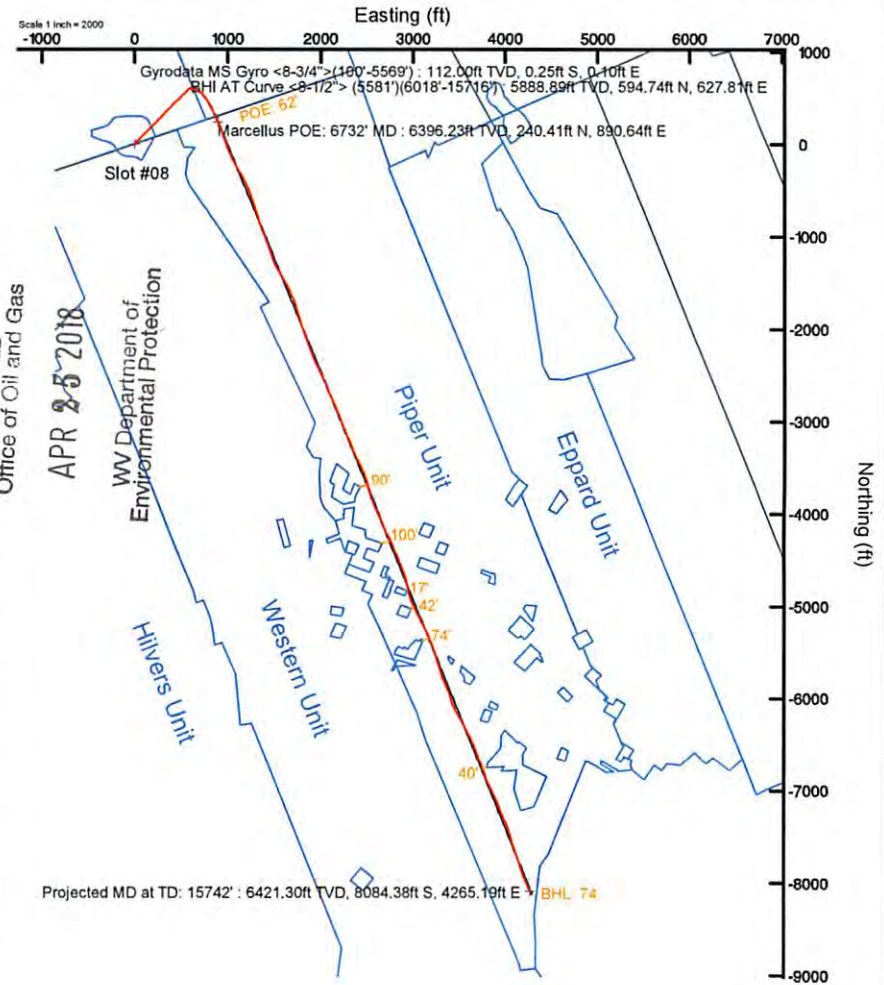 Scale 1 inch = 2000
Easting (ft)
-1000 0 1000 2000 3000 4000 5000 6000 7000
1000
0
-1000
-2000
-3000
-4000
-5000
-6000
-7000
-8000
-9000
Northing (ft)
Gyrodata MS Gyro <8-3/4">(100'-5569') : 112.00ft TVD, 0.25ft S, 0.10ft E
BHI AT Curve <8-1/2"> (5581')(6018'-15716') : 5888.89ft TVD, 594.74ft N, 627.81ft E
POE: 62'
Marcellus POE: 6732' MD : 6396.23ft TVD, 240.41ft N, 890.64ft E
Slot #08
Office of Oil and Gas
APR 25 2018
WV Department of
Environmental Protection
Piper Unit
Eppard Unit
90'
100'
17'
42'
74'
Western Unit
Hilvers Unit
40'
Projected MD at TD: 15742' : 6421.30ft TVD, 8084.38ft S, 4265.19ft E
BHL 74